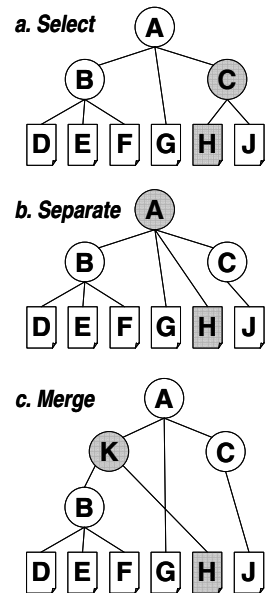 a. Select
A
B C
D E F G H J
b. Separate
A
B C
D E F G H J
c. Merge
A
K C
B
D E F G H J